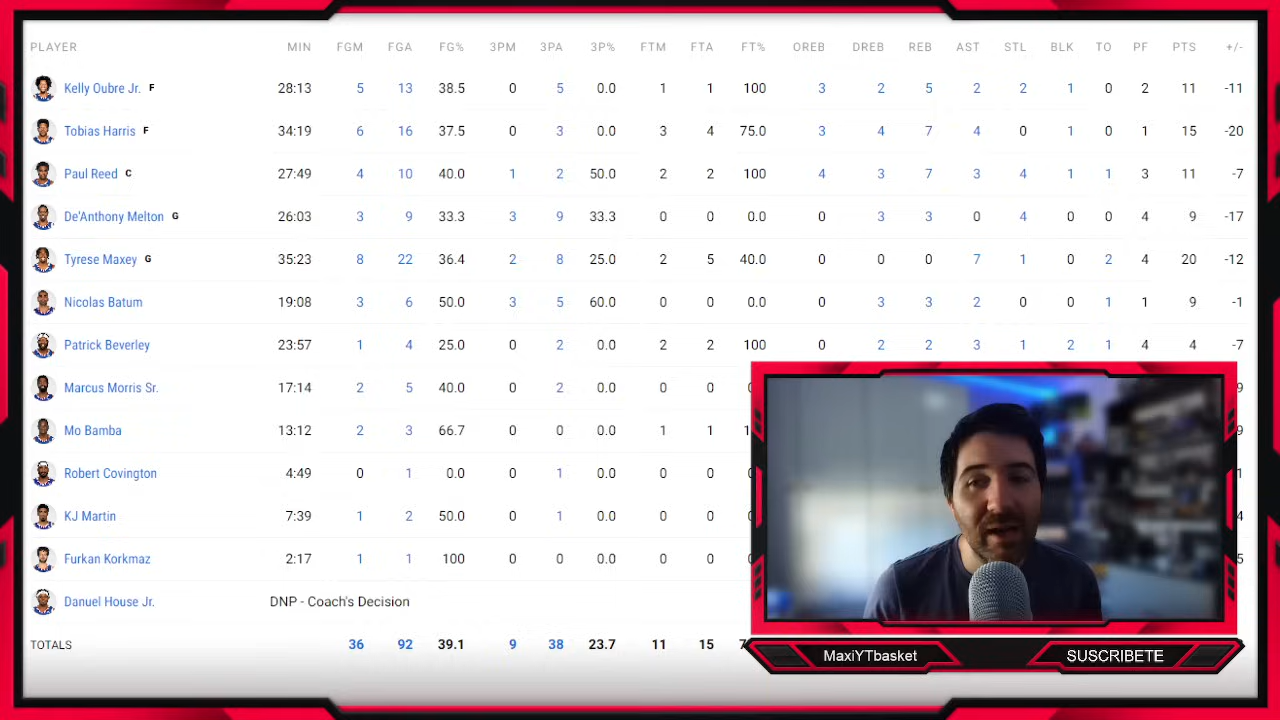 PLAYER MIN FGM FGA FG% 3PM 3PA 3P% FTM FTA FT% OREB DREB REB AST STL BLK TO PF PTS +/-
Kelly Oubre Jr. F 28:13 5 13 38.5 0 5 0.0 1 1 100 3 2 5 2 2 1 0 2 11 -11
Tobias Harris F 34:19 6 16 37.5 0 3 0.0 3 4 75.0 3 4 7 4 0 1 0 1 15 -20
Paul Reed C 27:49 4 10 40.0 1 2 50.0 2 2 100 4 3 7 3 4 1 1 3 11 -7
De'Anthony Melton G 26:03 3 9 33.3 3 9 33.3 0 0 0.0 0 3 3 0 4 0 0 4 9 -17
Tyrese Maxey G 35:23 8 22 36.4 2 8 25.0 2 5 40.0 0 0 0 7 1 0 2 4 20 -12
Nicolas Batum 19:08 3 6 50.0 3 5 60.0 0 0 0.0 0 3 3 2 0 0 1 1 9 -1
Patrick Beverley 23:57 1 4 25.0 0 2 0.0 2 2 100 0 2 2 3 1 2 1 4 4 -7
Marcus Morris Sr. 17:14 2 5 40.0 0 2 0.0 0 0
Mo Bamba 13:12 2 3 66.7 0 0 0.0 1 1
Robert Covington 4:49 0 1 0.0 0 1 0.0 0 0
KJ Martin 7:39 1 2 50.0 0 1 0.0 0 0
Furkan Korkmaz 2:17 1 1 100 0 0 0.0 0 0
Danuel House Jr. DNP - Coach's Decision
TOTALS 36 92 39.1 9 38 23.7 11 15
MaxiYTbasket
SUSCRIBETE